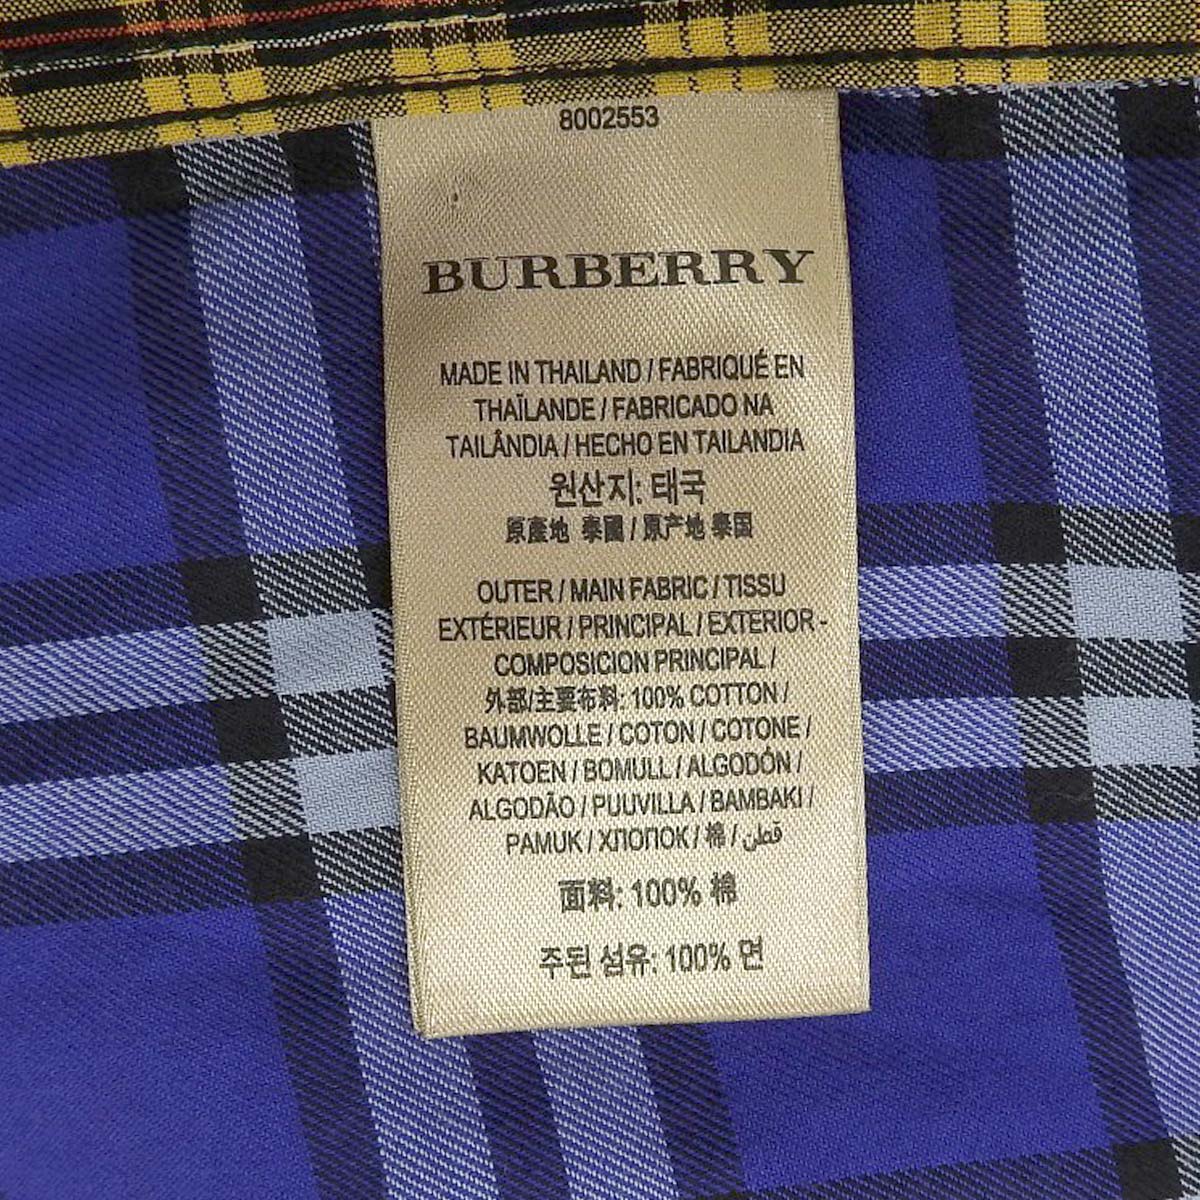 8002553
BURBERRY
MADE IN THAILAND / FABRIQUÉ EN
THAÏLANDE / FABRICADO NA
TAILÂNDIA / HECHO EN TAILANDIA
원산지: 태국
原產地 泰國 / 原产地 泰国
OUTER / MAIN FABRIC / TISSU
EXTÉRIEUR / PRINCIPAL / EXTERIOR -
COMPOSICION PRINCIPAL /
外部/主要布料: 100% COTTON /
BAUMWOLLE / COTON / COTONE /
KATOEN / BOMULL / ALGODÓN /
ALGODÃO / PUUVILLA / BAMBAKI /
PAMUK / ХЛОПОК / 棉 / قطن
面料: 100% 棉
주된 섬유: 100% 면